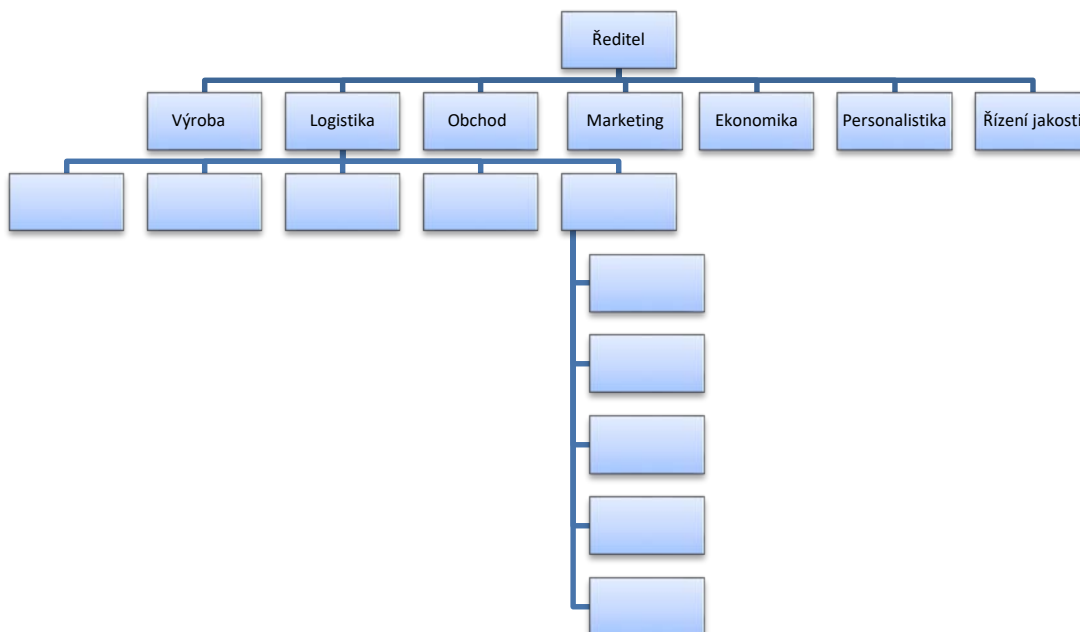 Ředitel
Výroba
Logistika
Obchod
Marketing
Ekonomika
Personalistika
Řízení jakosti